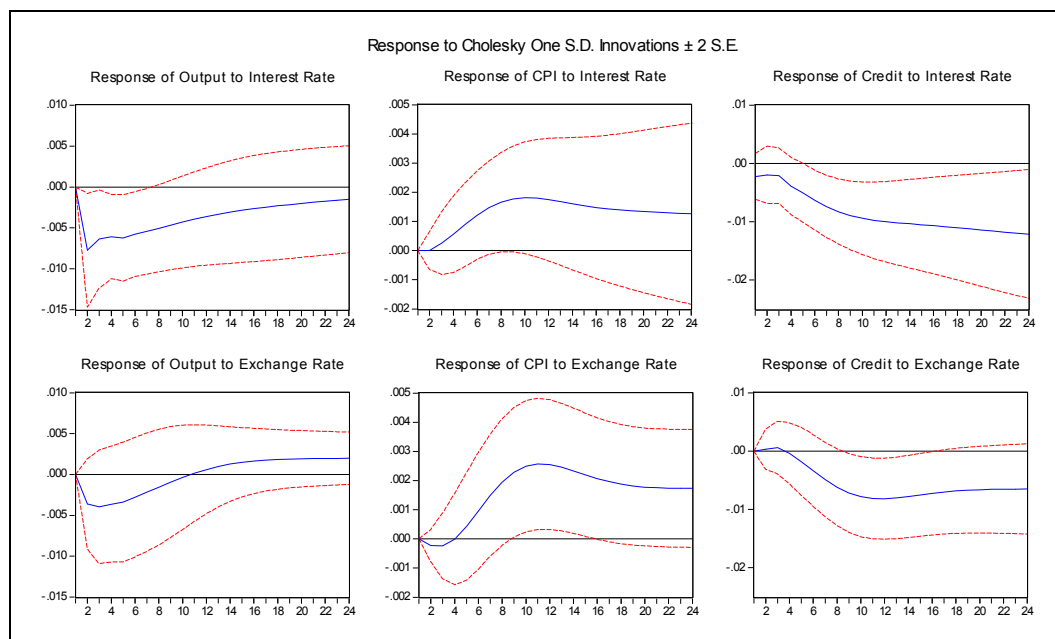 Response to Cholesky One S.D. Innovations ± 2 S.E.
Response of Output to Interest Rate
.010
.005
.000
-.005
-.010
-.015
2 4 6 8 10 12 14 16 18 20 22 24
Response of CPI to Interest Rate
.005
.004
.003
.002
.001
.000
-.001
-.002
2 4 6 8 10 12 14 16 18 20 22 24
Response of Credit to Interest Rate
.01
.00
-.01
-.02
2 4 6 8 10 12 14 16 18 20 22 24
Response of Output to Exchange Rate
.010
.005
.000
-.005
-.010
-.015
2 4 6 8 10 12 14 16 18 20 22 24
Response of CPI to Exchange Rate
.005
.004
.003
.002
.001
.000
-.001
-.002
2 4 6 8 10 12 14 16 18 20 22 24
Response of Credit to Exchange Rate
.01
.00
-.01
-.02
2 4 6 8 10 12 14 16 18 20 22 24